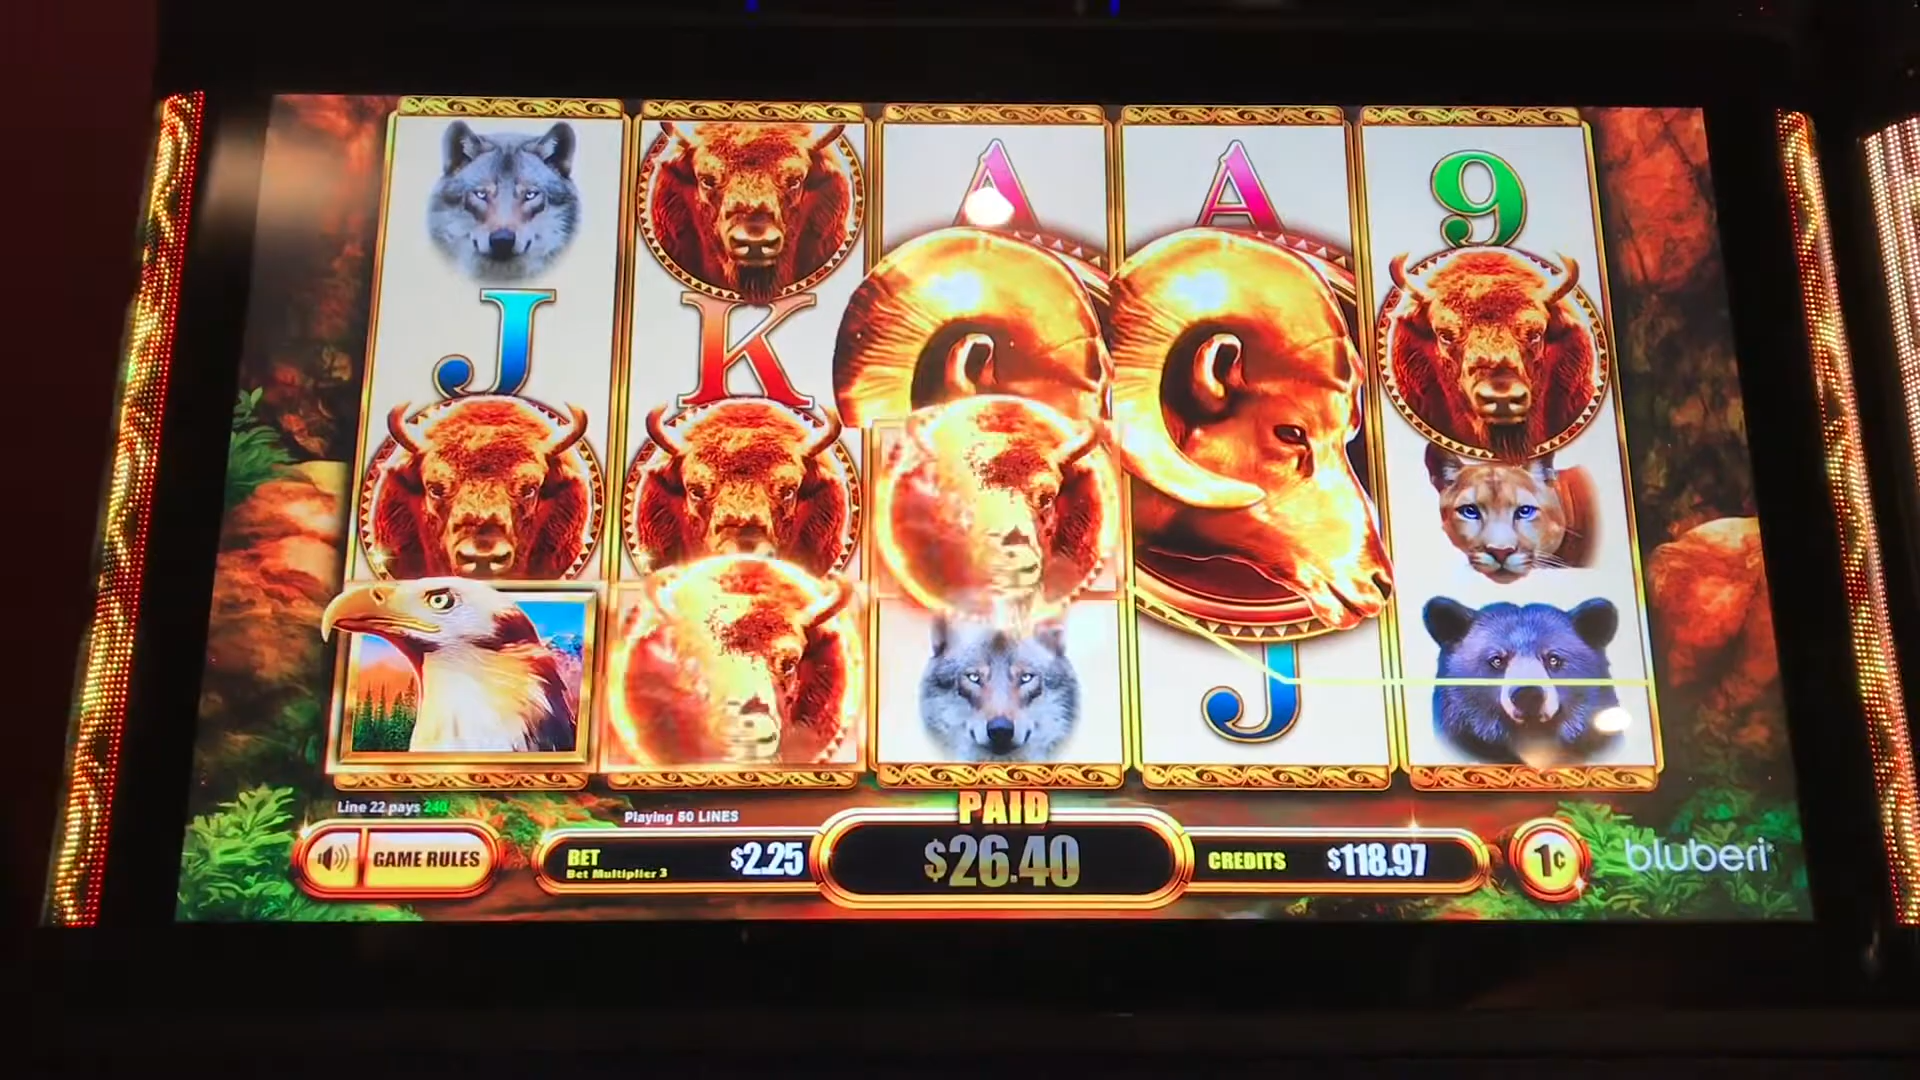 A A 9
J K
J
Line 22 pays 240
Playing 50 LINES
PAID
GAME RULES
BET
Bet Multiplier 3
$2.25
$26.40
CREDITS
$118.97
1¢
bluberi